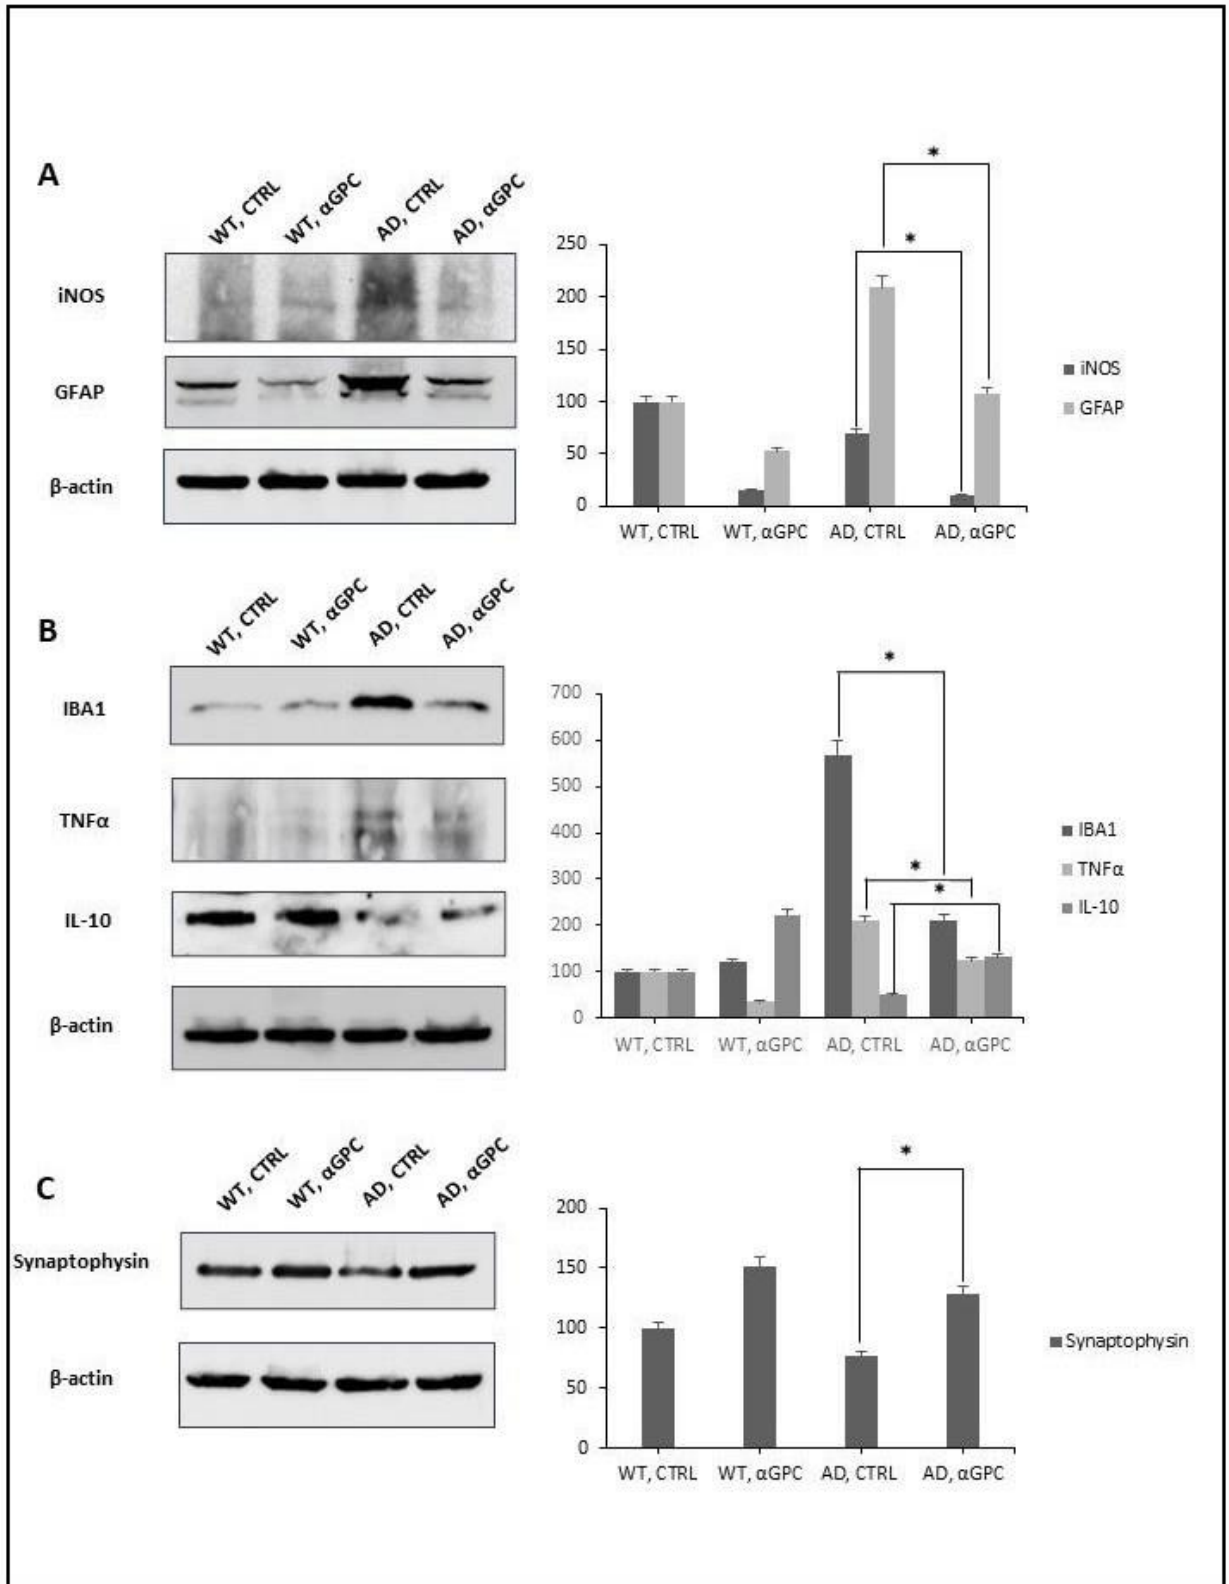 A
WT, CTRL
WT, αGPC
AD, CTRL
AD, αGPC
iNOS
GFAP
β-actin
*
*
250
200
150
100
50
0
WT, CTRL
WT, αGPC
AD, CTRL
AD, αGPC
iNOS
GFAP
B
WT, CTRL
WT, αGPC
AD, CTRL
AD, αGPC
IBA1
TNFα
IL-10
β-actin
*
*
*
700
600
500
400
300
200
100
0
WT, CTRL
WT, αGPC
AD, CTRL
AD, αGPC
IBA1
TNFα
IL-10
C
WT, CTRL
WT, αGPC
AD, CTRL
AD, αGPC
Synaptophysin
β-actin
*
200
150
100
50
0
WT, CTRL
WT, αGPC
AD, CTRL
AD, αGPC
Synaptophysin